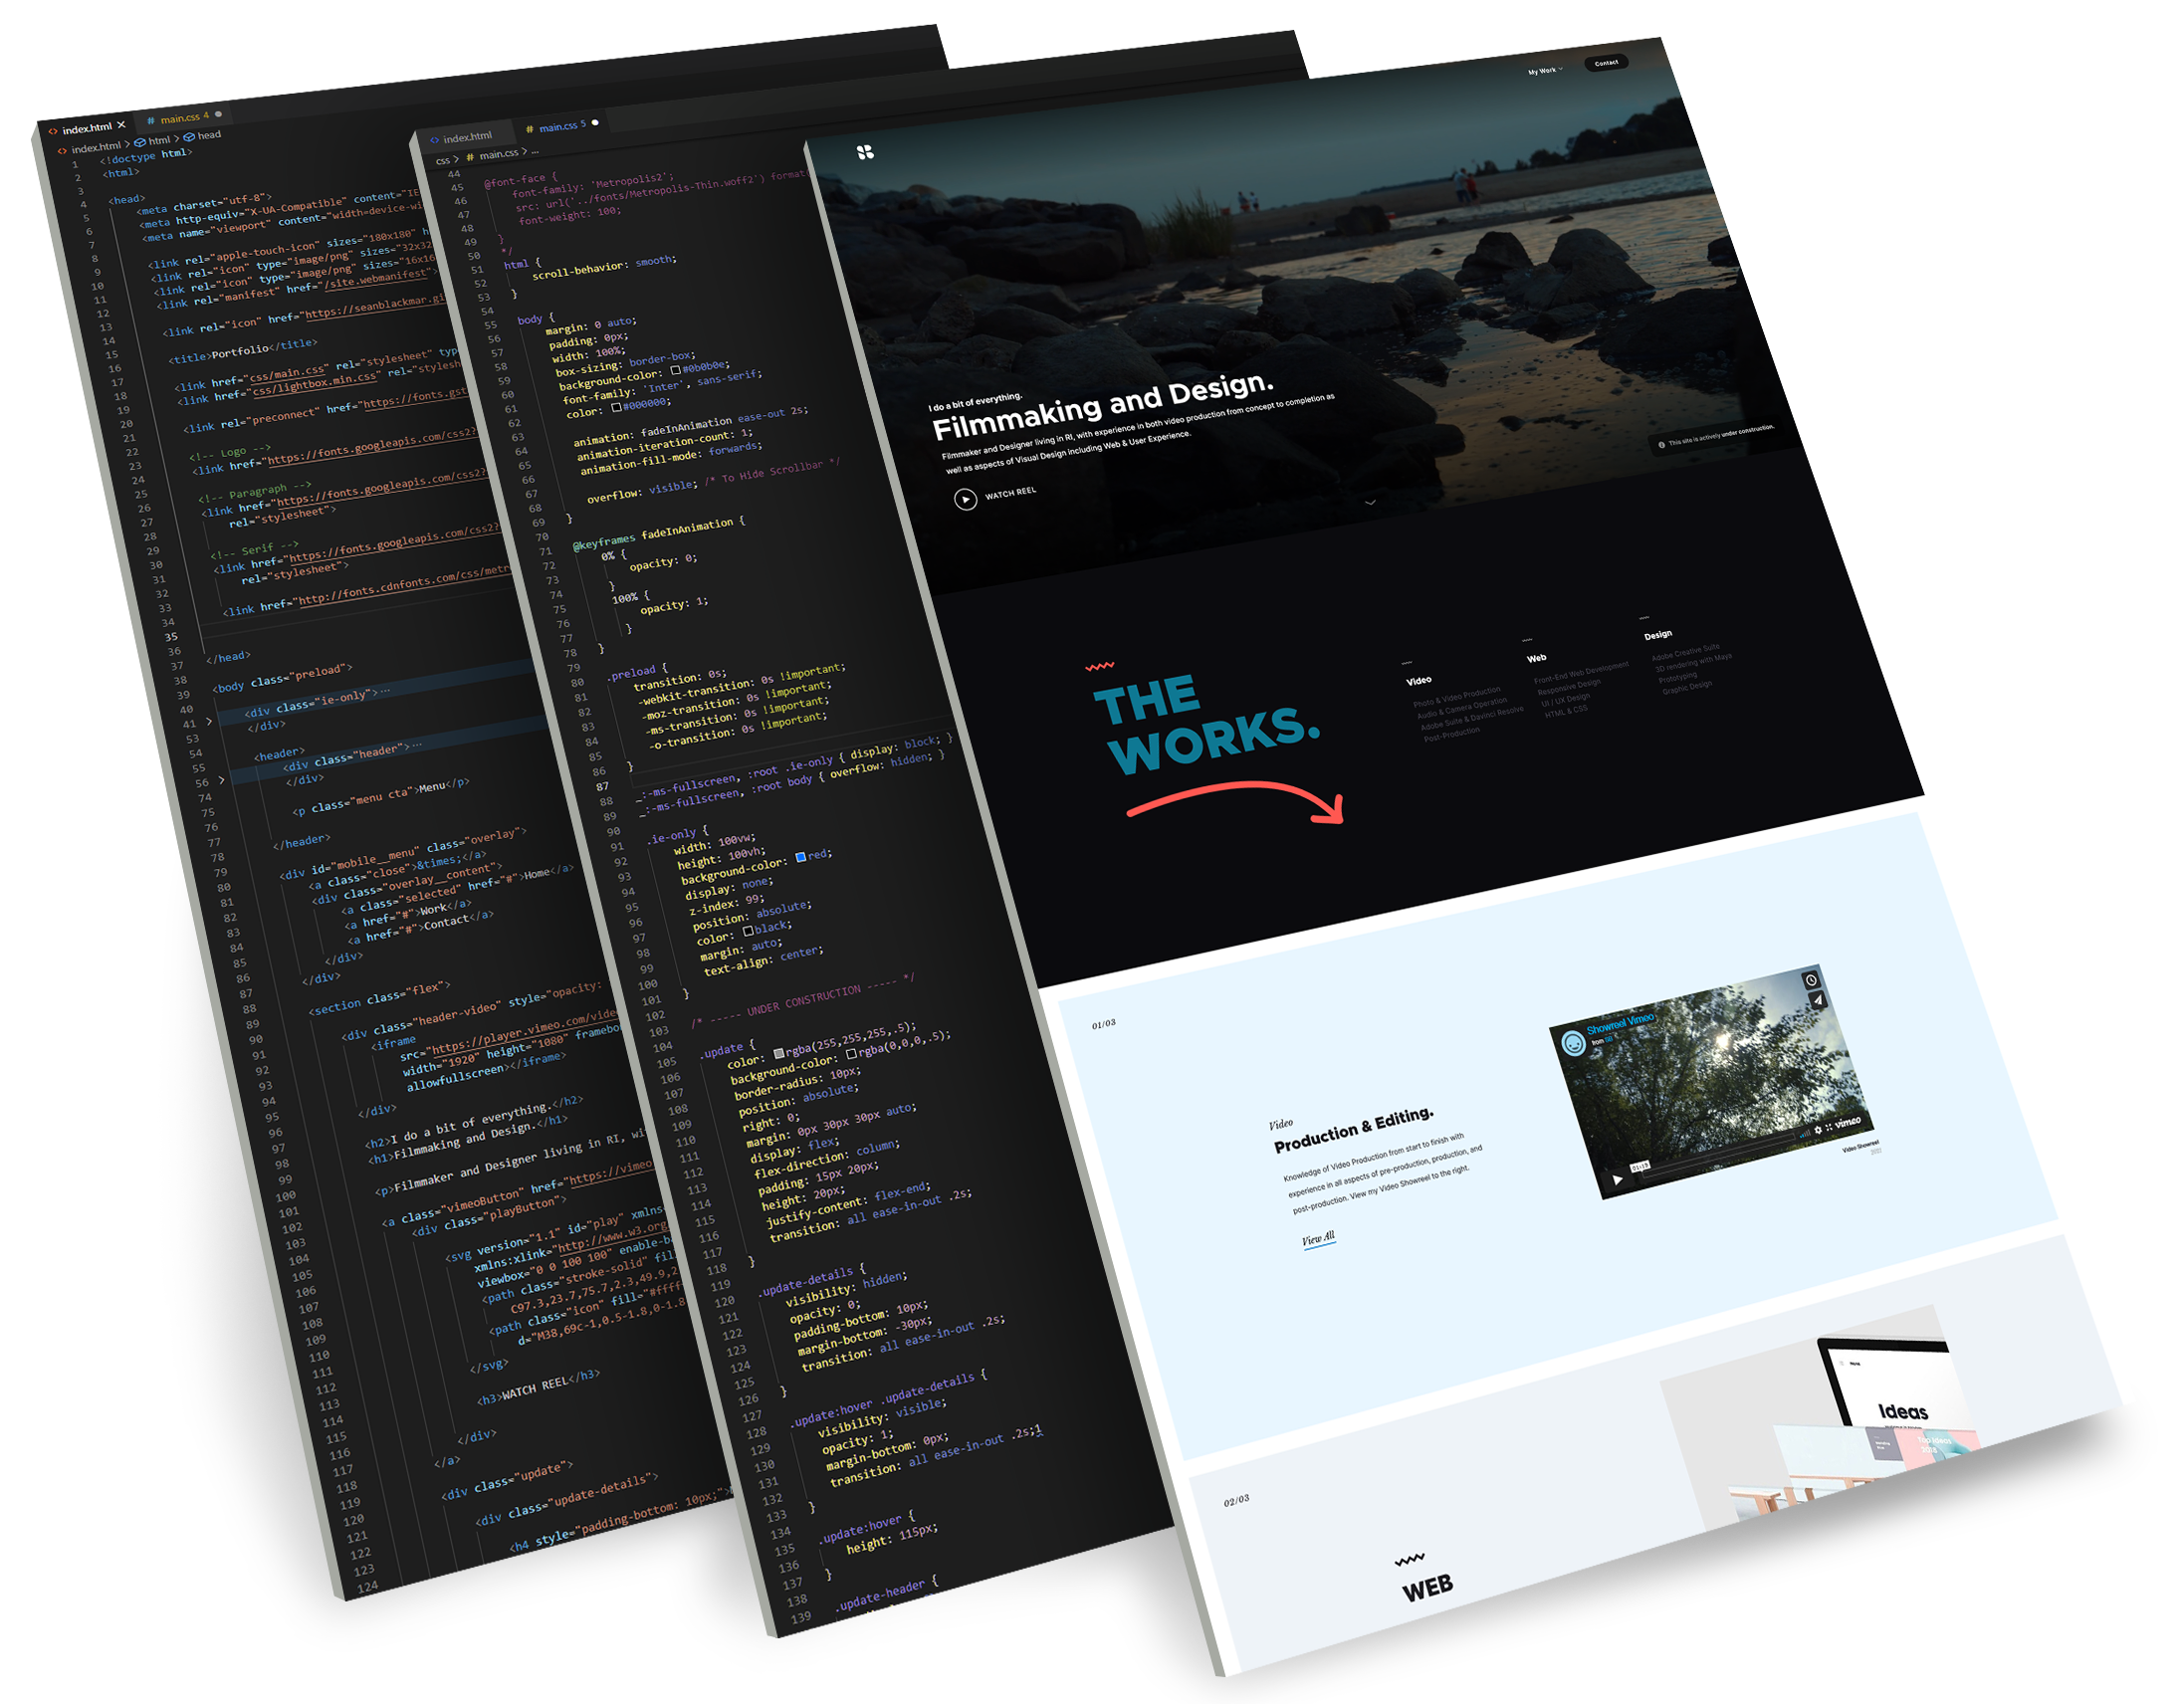 index.html
main.css 4
index.html > html > head
1
2 <!doctype html>
3 <html>
4 <head>
5 <meta charset="utf-8">
6 <meta http-equiv="X-UA-Compatible" content="IE
7 <meta name="viewport" content="width=device-wi
8
9 <link rel="apple-touch-icon" sizes="180x180" h
10 <link rel="icon" type="image/png" sizes="32x32
11 <link rel="icon" type="image/png" sizes="16x16
12 <link rel="manifest" href="/site.webmanifest">
13
14 <link rel="icon" href="https://seanblackmar.gi
15
16 <title>Portfolio</title>
17
18 <link href="css/main.css" rel="stylesheet" typ
19 <link href="css/lightbox.min.css" rel="stylesh
20
21 <link rel="preconnect" href="https://fonts.gst
22
23 <!-- Logo -->
24 <link href="https://fonts.googleapis.com/css2?
25
26 <!-- Paragraph -->
27 <link href="https://fonts.googleapis.com/css2?
28 rel="stylesheet">
29
30 <!-- Serif -->
31 <link href="https://fonts.googleapis.com/css2?
32 rel="stylesheet">
33
34 <link href="http://fonts.cdnfonts.com/css/metr
35
36
37 </head>
38
39 <body class="preload">
40
41 <div class="ie-only">...
53 </div>
54
55 <header>
56 <div class="header">...
74 </div>
75
76 <p class="menu cta">Menu</p>
77
78 </header>
79
80 <div id="mobile__menu" class="overlay">
81 <a class="close">&times;</a>
82 <div class="overlay__content">
83 <a class="selected" href="#">Home</a>
84 <a href="#">Work</a>
85 <a href="#">Contact</a>
86 </div>
87 </div>
88
89 <section class="flex">
90
91 <div class="header-video" style="opacity:
92 <iframe
93 src="https://player.vimeo.com/vide
94 width="1920" height="1080" framebo
95 allowfullscreen></iframe>
96 </div>
97
98 <h2>I do a bit of everything.</h2>
99 <h1>Filmmaking and Design.</h1>
100
101 <p>Filmmaker and Designer living in RI, wi
102
103 <a class="vimeoButton" href="https://vimeo
104 <div class="playButton">
105
106 <svg version="1.1" id="play" xmlns
107 xmlns:xlink="http://www.w3.org
108 viewbox="0 0 100 100" enable-b
109 <path class="stroke-solid" fil
110 C97.3,23.7,75.7,2.3,49.9,2
111 <path class="icon" fill="#ffff
112 d="M38,69c-1,0.5-1.8,0-1.8
113 </svg>
114
115 <h3>WATCH REEL</h3>
116
117 </div>
118 </a>
119
120 <div class="update">
121
122 <div class="update-details">
123
124 <h4 style="padding-bottom: 10px;">
index.html
main.css 5
css > main.css > ...
44
45 @font-face {
46 font-family: 'Metropolis2';
47 src: url('../fonts/Metropolis-Thin.woff2') format
48 font-weight: 100;
49 }
50 */
51 html {
52 scroll-behavior: smooth;
53 }
54
55 body {
56 margin: 0 auto;
57 padding: 0px;
58 width: 100%;
59 box-sizing: border-box;
60 background-color: #0b0b0e;
61 font-family: 'Inter', sans-serif;
62 color: #000000;
63
64 animation: fadeInAnimation ease-out 2s;
65 animation-iteration-count: 1;
66 animation-fill-mode: forwards;
67
68 overflow: visible; /* To Hide Scrollbar */
69 }
70
71 @keyframes fadeInAnimation {
72 0% {
73 opacity: 0;
74 }
75 100% {
76 opacity: 1;
77 }
78 }
79
80 .preload {
81 transition: 0s;
82 -webkit-transition: 0s !important;
83 -moz-transition: 0s !important;
84 -ms-transition: 0s !important;
85 -o-transition: 0s !important;
86 }
87
88 _:-ms-fullscreen, :root .ie-only { display: block; }
89 _:-ms-fullscreen, :root body { overflow: hidden; }
90
91 .ie-only {
92 width: 100vw;
93 height: 100vh;
94 background-color: red;
95 display: none;
96 z-index: 99;
97 position: absolute;
98 color: black;
99 margin: auto;
100 text-align: center;
101 }
102
103 /* ----- UNDER CONSTRUCTION ----- */
104
105 .update {
106 color: rgba(255,255,255,.5);
107 background-color: rgba(0,0,0,.5);
108 border-radius: 10px;
109 position: absolute;
110 right: 0;
111 margin: 0px 30px 30px auto;
112 display: flex;
113 flex-direction: column;
114 padding: 15px 20px;
115 height: 20px;
116 justify-content: flex-end;
117 transition: all ease-in-out .2s;
118 }
119
120 .update-details {
121 visibility: hidden;
122 opacity: 0;
123 padding-bottom: 10px;
124 margin-bottom: -30px;
125 transition: all ease-in-out .2s;
126 }
127
128 .update:hover .update-details {
129 visibility: visible;
130 opacity: 1;
131 margin-bottom: 0px;
132 transition: all ease-in-out .2s;1
133 }
134
135 .update:hover {
136 height: 115px;
137 }
138
139 .update-header {
My Work
Contact
I do a bit of everything.
Filmmaking and Design.
Filmmaker and Designer living in RI, with experience in both video production from concept to completion as
well as aspects of Visual Design including Web & User Experience.
WATCH REEL
This site is actively under construction.
THE
WORKS.
Video
Photo & Video Production
Audio & Camera Operation
Adobe Suite & Davinci Resolve
Post-Production
Web
Front-End Web Development
Responsive Design
UI / UX Design
HTML & CSS
Design
Adobe Creative Suite
3D rendering with Maya
Prototyping
Graphic Design
01/03
Video
Production & Editing.
Knowledge of Video Production from start to finish with
experience in all aspects of pre-production, production, and
post-production. View my Video Showreel to the right.
View All
Showreel Vimeo
from SB
01:19
vimeo
Video Showreel
2021
02/03
WEB
Ideas
Top Ideas
2018